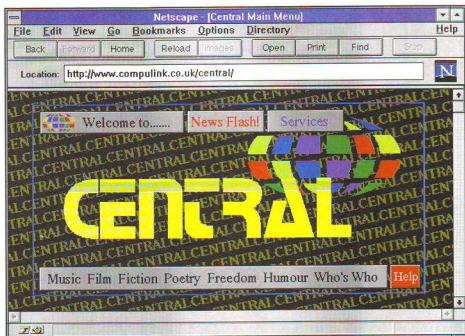 Netscape - [Central Main Menu]
File Edit View Go Bookmarks Options Directory Help
Back Forward Home Reload Images Open Print Find Stop
Location: http://www.compulink.co.uk/central/
N
Welcome to....... News Flash! Services
CENTRAL
Music Film Fiction Poetry Freedom Humour Who's Who Help